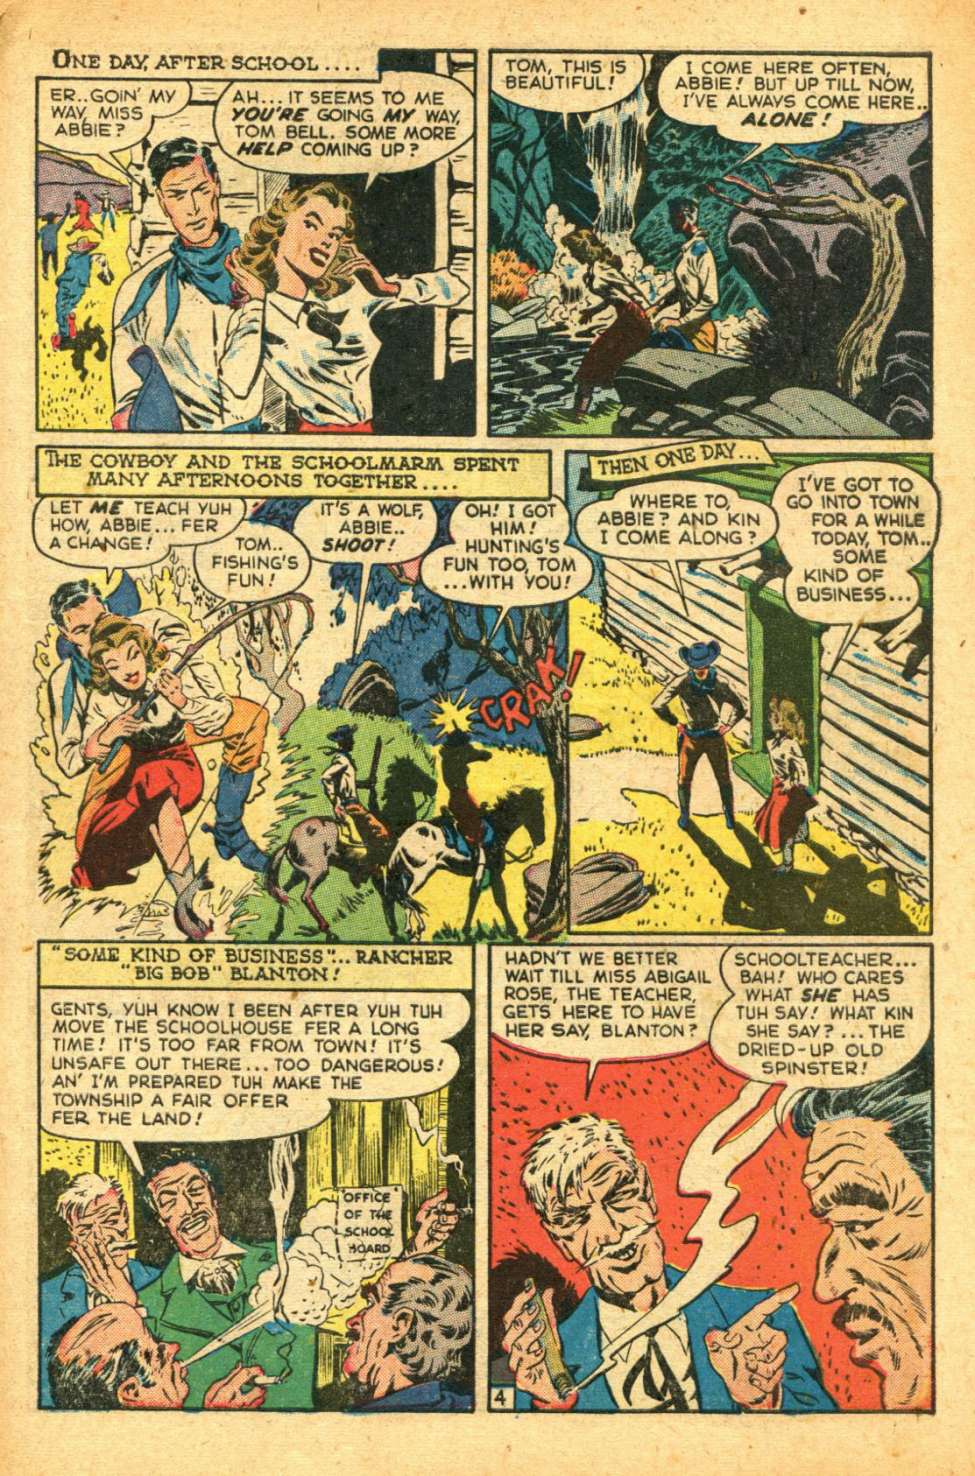 ONE DAY, AFTER SCHOOL....
ER..GOIN' MY
WAY, MISS
ABBIE?
AH...IT SEEMS TO ME
YOU'RE GOING MY WAY,
TOM BELL. SOME MORE
HELP COMING UP?
TOM, THIS IS
BEAUTIFUL!
I COME HERE OFTEN,
ABBIE! BUT UP TILL NOW,
I'VE ALWAYS COME HERE..
ALONE!
THE COWBOY AND THE SCHOOLMARM SPENT
MANY AFTERNOONS TOGETHER....
LET ME TEACH YUH
HOW, ABBIE... FER
A CHANGE!
TOM..
FISHING'S
FUN!
IT'S A WOLF,
ABBIE..
SHOOT!
OH! I GOT
HIM!
HUNTING'S
FUN TOO, TOM
...WITH YOU!
CRAK!
THEN ONE DAY...
WHERE TO,
ABBIE? AND KIN
I COME ALONG?
I'VE GOT TO
GO INTO TOWN
FOR A WHILE
TODAY, TOM..
SOME
KIND OF
BUSINESS...
"SOME KIND OF BUSINESS"... RANCHER
"BIG BOB" BLANTON!
GENTS, YUH KNOW I BEEN AFTER YUH TUH
MOVE THE SCHOOLHOUSE FER A LONG
TIME! IT'S TOO FAR FROM TOWN! IT'S
UNSAFE OUT THERE... TOO DANGEROUS!
AN' I'M PREPARED TUH MAKE THE
TOWNSHIP A FAIR OFFER
FER THE LAND!
OFFICE
OF THE
SCHOOL
BOARD
HADN'T WE BETTER
WAIT TILL MISS ABIGAIL
ROSE, THE TEACHER,
GETS HERE TO HAVE
HER SAY, BLANTON?
SCHOOLTEACHER...
BAH! WHO CARES
WHAT SHE HAS
TUH SAY! WHAT KIN
SHE SAY? ...THE
DRIED-UP OLD
SPINSTER!
4